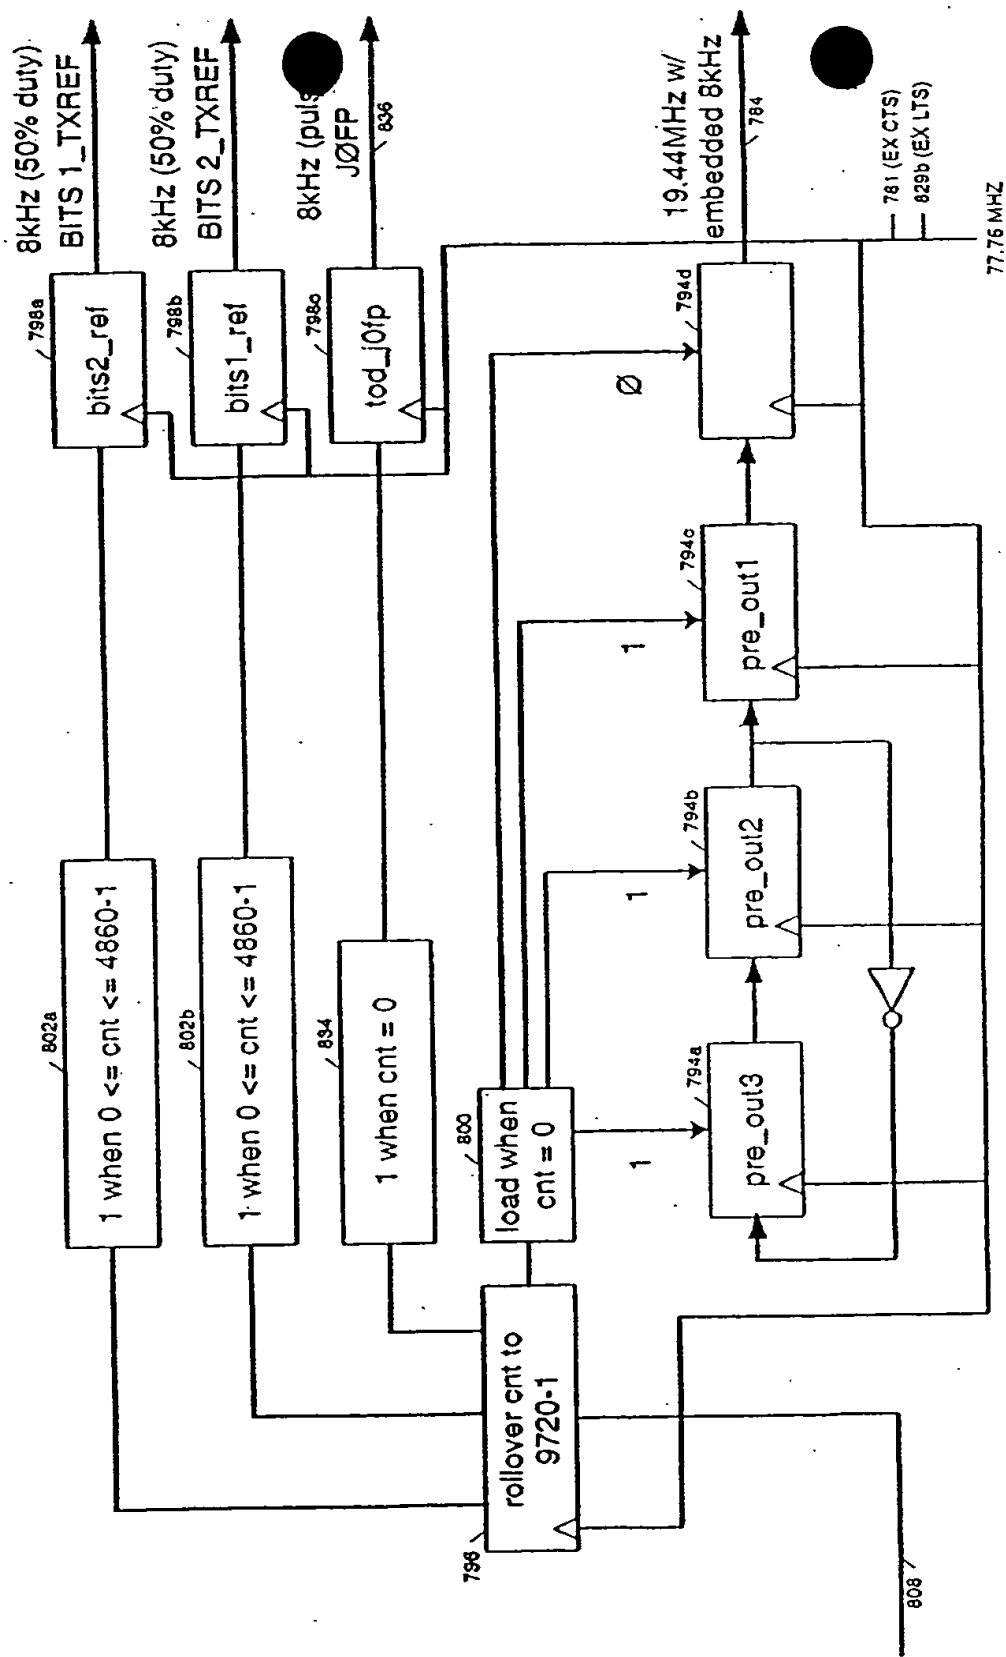 8kHz (50% duty)
BITS 1_TXREF
798a
bits2_ref
802a
1 when 0 <= cnt <= 4860-1
8kHz (50% duty)
BITS 2_TXREF
798b
bits1_ref
802b
1 when 0 <= cnt <= 4860-1
8kHz (puls
JØFP
836
798c
tod_j0fp
834
1 when cnt = 0
800
load when
cnt = 0
796
rollover cnt to
9720-1
808
1
794a
pre_out3
1
794b
pre_out2
1
794c
pre_out1
Ø
794d
19.44MHz w/
embedded 8kHz
784
781 (EX CTS)
829b (EX LTS)
77.76 MHZ